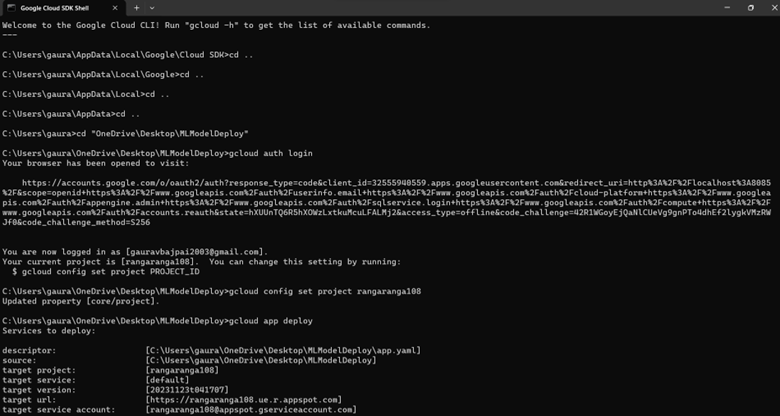 Google Cloud SDK Shell
Welcome to the Google Cloud CLI! Run "gcloud -h" to get the list of available commands.
---
C:\Users\gaura\AppData\Local\Google\Cloud SDK>cd ..
C:\Users\gaura\AppData\Local\Google>cd ..
C:\Users\gaura\AppData\Local>cd ..
C:\Users\gaura\AppData>cd ..
C:\Users\gaura>cd "OneDrive\Desktop\MLModelDeploy"
C:\Users\gaura\OneDrive\Desktop\MLModelDeploy>gcloud auth login
Your browser has been opened to visit:
https://accounts.google.com/o/oauth2/auth?response_type=code&client_id=32555940559.apps.googleusercontent.com&redirect_uri=http%3A%2F%2Flocalhost%3A8085
%2F&scope=openid+https%3A%2F%2Fwww.googleapis.com%2Fauth%2Fuserinfo.email+https%3A%2F%2Fwww.googleapis.com%2Fauth%2Fcloud-platform+https%3A%2F%2Fwww.googlea
pis.com%2Fauth%2Fappengine.admin+https%3A%2F%2Fwww.googleapis.com%2Fauth%2Fsqlservice.login+https%3A%2F%2Fwww.googleapis.com%2Fauth%2Fcompute+https%3A%2F%2F
www.googleapis.com%2Fauth%2Faccounts.reauth&state=hXUUnTQ6R5hXOWzLxtkuMcuLFALMj2&access_type=offline&code_challenge=42R1WGoyEjQaNlCUeVg9gnPTo4dhEf2lygkVMzRW
Jf0&code_challenge_method=S256
You are now logged in as [gauravbajpai2003@gmail.com].
Your current project is [rangaranga108].  You can change this setting by running:
$ gcloud config set project PROJECT_ID
C:\Users\gaura\OneDrive\Desktop\MLModelDeploy>gcloud config set project rangaranga108
Updated property [core/project].
C:\Users\gaura\OneDrive\Desktop\MLModelDeploy>gcloud app deploy
Services to deploy:
descriptor: [C:\Users\gaura\OneDrive\Desktop\MLModelDeploy\app.yaml]
source: [C:\Users\gaura\OneDrive\Desktop\MLModelDeploy]
target project: [rangaranga108]
target service: [default]
target version: [20231123t041707]
target url: [https://rangaranga108.ue.r.appspot.com]
target service account: [rangaranga108@appspot.gserviceaccount.com]